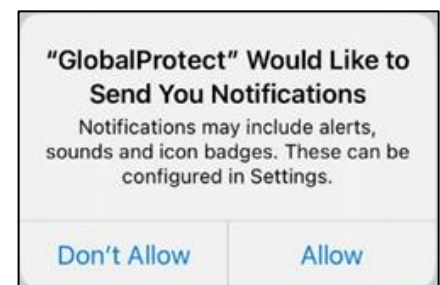 “GlobalProtect” Would Like to
Send You Notifications
Notifications may include alerts,
sounds and icon badges. These can be
configured in Settings.
Don’t Allow
Allow